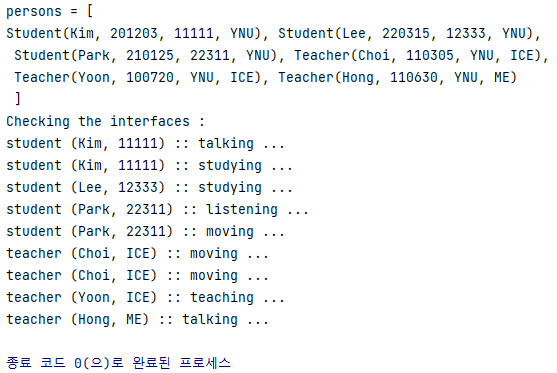 persons = [
Student(Kim, 201203, 11111, YNU), Student(Lee, 220315, 12333, YNU),
Student(Park, 210125, 22311, YNU), Teacher(Choi, 110305, YNU, ICE),
Teacher(Yoon, 100720, YNU, ICE), Teacher(Hong, 110630, YNU, ME)
]
Checking the interfaces :
student (Kim, 11111) :: talking ...
student (Kim, 11111) :: studying ...
student (Lee, 12333) :: studying ...
student (Park, 22311) :: listening ...
student (Park, 22311) :: moving ...
teacher (Choi, ICE) :: moving ...
teacher (Choi, ICE) :: moving ...
teacher (Yoon, ICE) :: teaching ...
teacher (Hong, ME) :: talking ...
종료 코드 0(으)로 완료된 프로세스